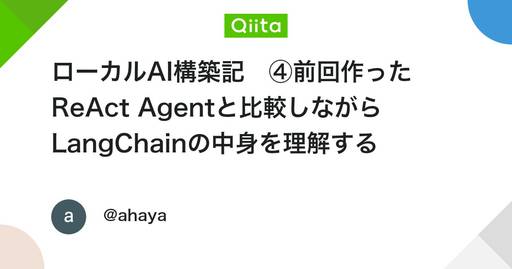 Qiita
ローカルAI構築記　④前回作った
ReAct Agentと比較しながら
LangChainの中身を理解する
a
@ahaya